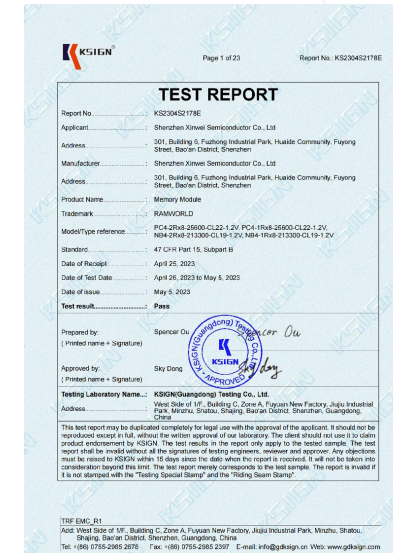 KSIGN®
Page 1 of 23 Report No.: KS2304S2178E
TEST REPORT
Report No.: KS2304S2178E
Applicant: Shenzhen Xinwei Semiconductor Co., Ltd
Address: 301, Building 6, Fuzhong Industrial Park, Huaide Community, Fuyong
Street, Bao'an District, Shenzhen
Manufacturer: Shenzhen Xinwei Semiconductor Co., Ltd
Address: 301, Building 6, Fuzhong Industrial Park, Huaide Community, Fuyong
Street, Bao'an District, Shenzhen
Product Name: Memory Module
Trademark: RAMWORLD
Model/Type reference: PC4-2Rx8-25600-CL22-1.2V, PC4-1Rx8-25600-CL22-1.2V,
NB4-2Rx8-213300-CL19-1.2V, NB4-1Rx8-213300-CL19-1.2V
Standard: 47 CFR Part 15, Subpart B
Date of Receipt: April 25, 2023
Date of Test Date: April 26, 2023 to May 5, 2023
Date of issue: May 5, 2023
Test result: Pass
Prepared by: Spencer Ou Spencer Ou
( Printed name + Signature)
KSIGN(Guangdong) Testing Co., Ltd.
KSIGN
APPROVED
Approved by: Sky Dong Sky dong
( Printed name + Signature)
Testing Laboratory Name: KSIGN(Guangdong) Testing Co., Ltd.
Address: West Side of 1/F., Building C, Zone A, Fuyuan New Factory, Jiujiu Industrial
Park, Minzhu, Shatou, Shajing, Bao'an District, Shenzhen, Guangdong,
China
This test report may be duplicated completely for legal use with the approval of the applicant. It should not be
reproduced except in full, without the written approval of our laboratory. The client should not use it to claim
product endorsement by KSIGN. The test results in the report only apply to the tested sample. The test
report shall be invalid without all the signatures of testing engineers, reviewer and approver. Any objections
must be raised to KSIGN within 15 days since the date when the report is received. It will not be taken into
consideration beyond this limit. The test report merely corresponds to the test sample. The report is invalid if
it is not stamped with the "Testing Special Stamp" and the "Riding Seam Stamp".
TRF EMC_R1
Add: West Side of 1/F., Building C, Zone A, Fuyuan New Factory, Jiujiu Industrial Park, Minzhu, Shatou,
Shajing, Bao'an District, Shenzhen, Guangdong, China
Tel: +(86) 0755-2985 2678 Fax: +(86) 0755-2985 2397 E-mail: info@gdksign.cn Web: www.gdksign.com